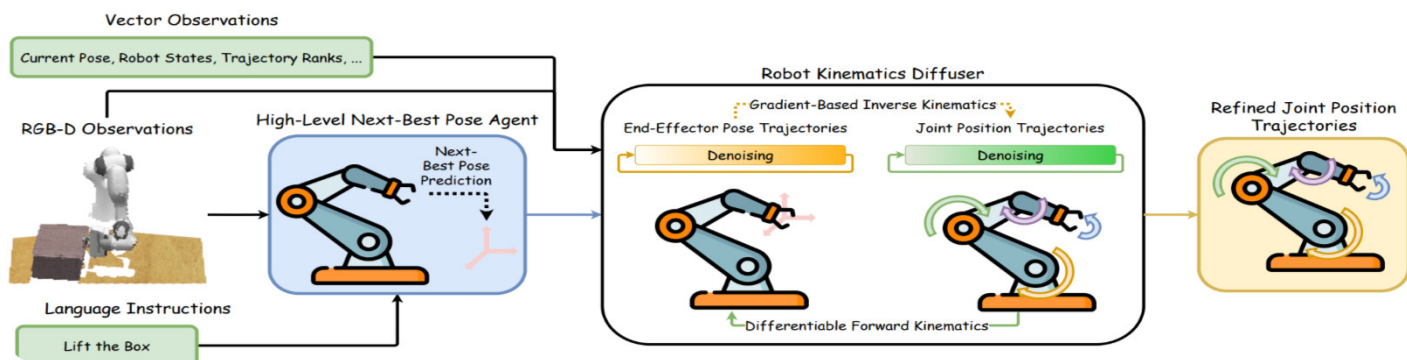 Vector Observations
Current Pose, Robot States, Trajectory Ranks, ...
RGB-D Observations
Language Instructions
Lift the Box
High-Level Next-Best Pose Agent
Next-
Best Pose
Prediction
Robot Kinematics Diffuser
Gradient-Based Inverse Kinematics
End-Effector Pose Trajectories
Joint Position Trajectories
Denoising
Denoising
Differentiable Forward Kinematics
Refined Joint Position
Trajectories